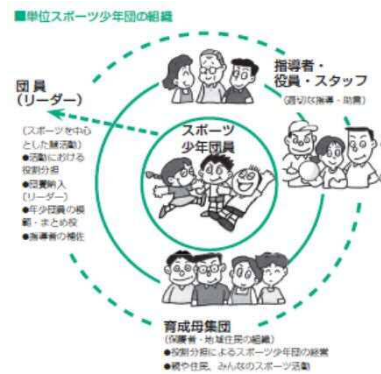 ■単位スポーツ少年団の組織
団員
（リーダー）
（スポーツを中心
とした諸活動）
●活動における
役割分担
●団費納入
（リーダー）
●年少団員の模
範・まとめ役
●指導者の補佐
スポーツ
少年団員
指導者・
役員・スタッフ
（適切な指導・助言）
育成母集団
（保護者・地域住民の組織）
●役割分担によるスポーツ少年団の経営
●親や住民、みんなのスポーツ活動